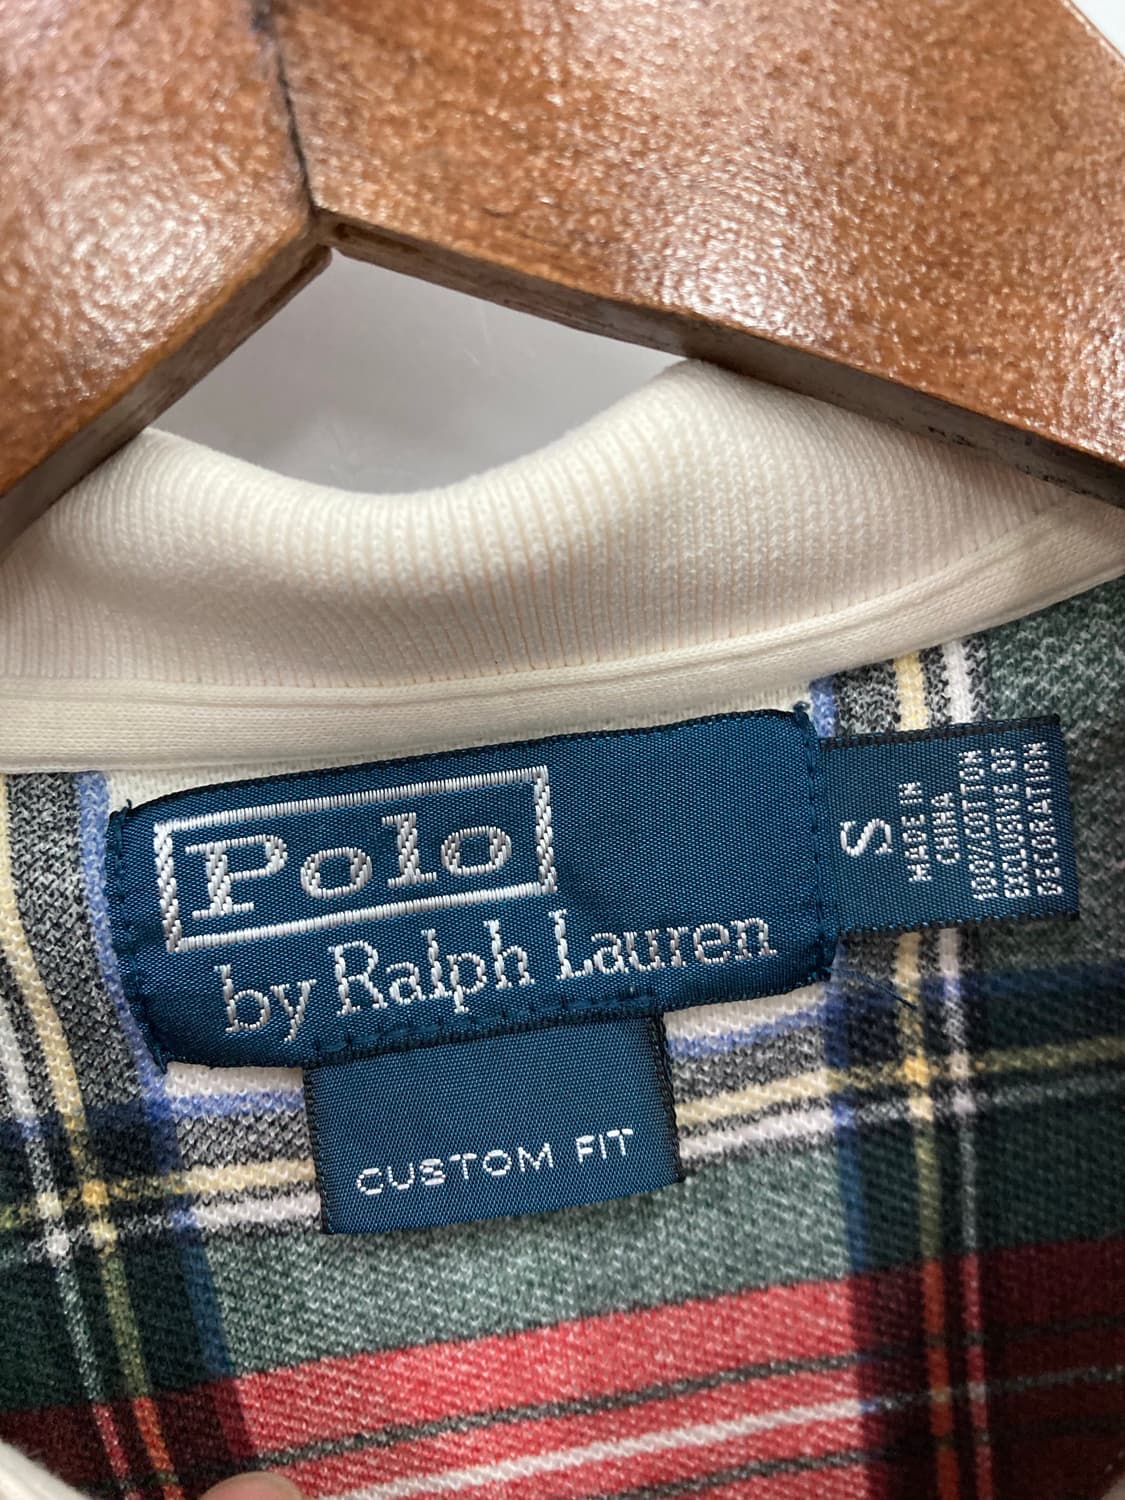 Polo
by Ralph Lauren
CUSTOM FIT
S
MADE IN
CHINA
100%COTTON
EXCLUSIVE OF
DECORATION